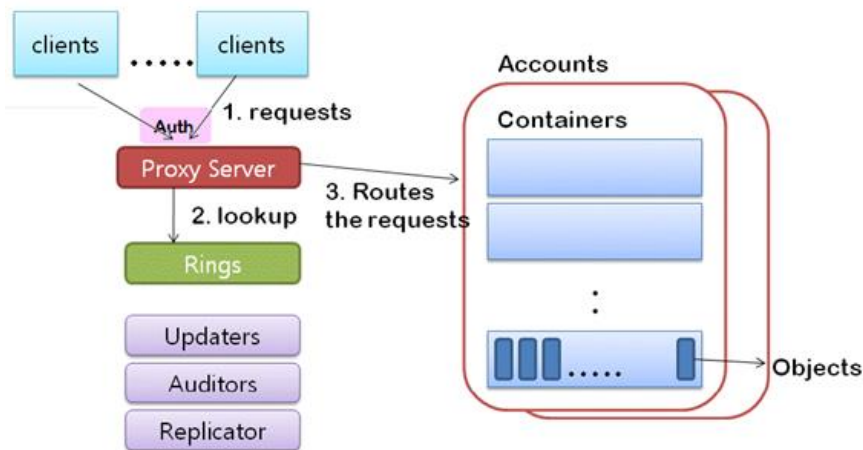 clients
.....
clients
Auth
1. requests
Proxy Server
2. lookup
3. Routes
the requests
Rings
Updaters
Auditors
Replicator
Accounts
Containers
:
.....
Objects